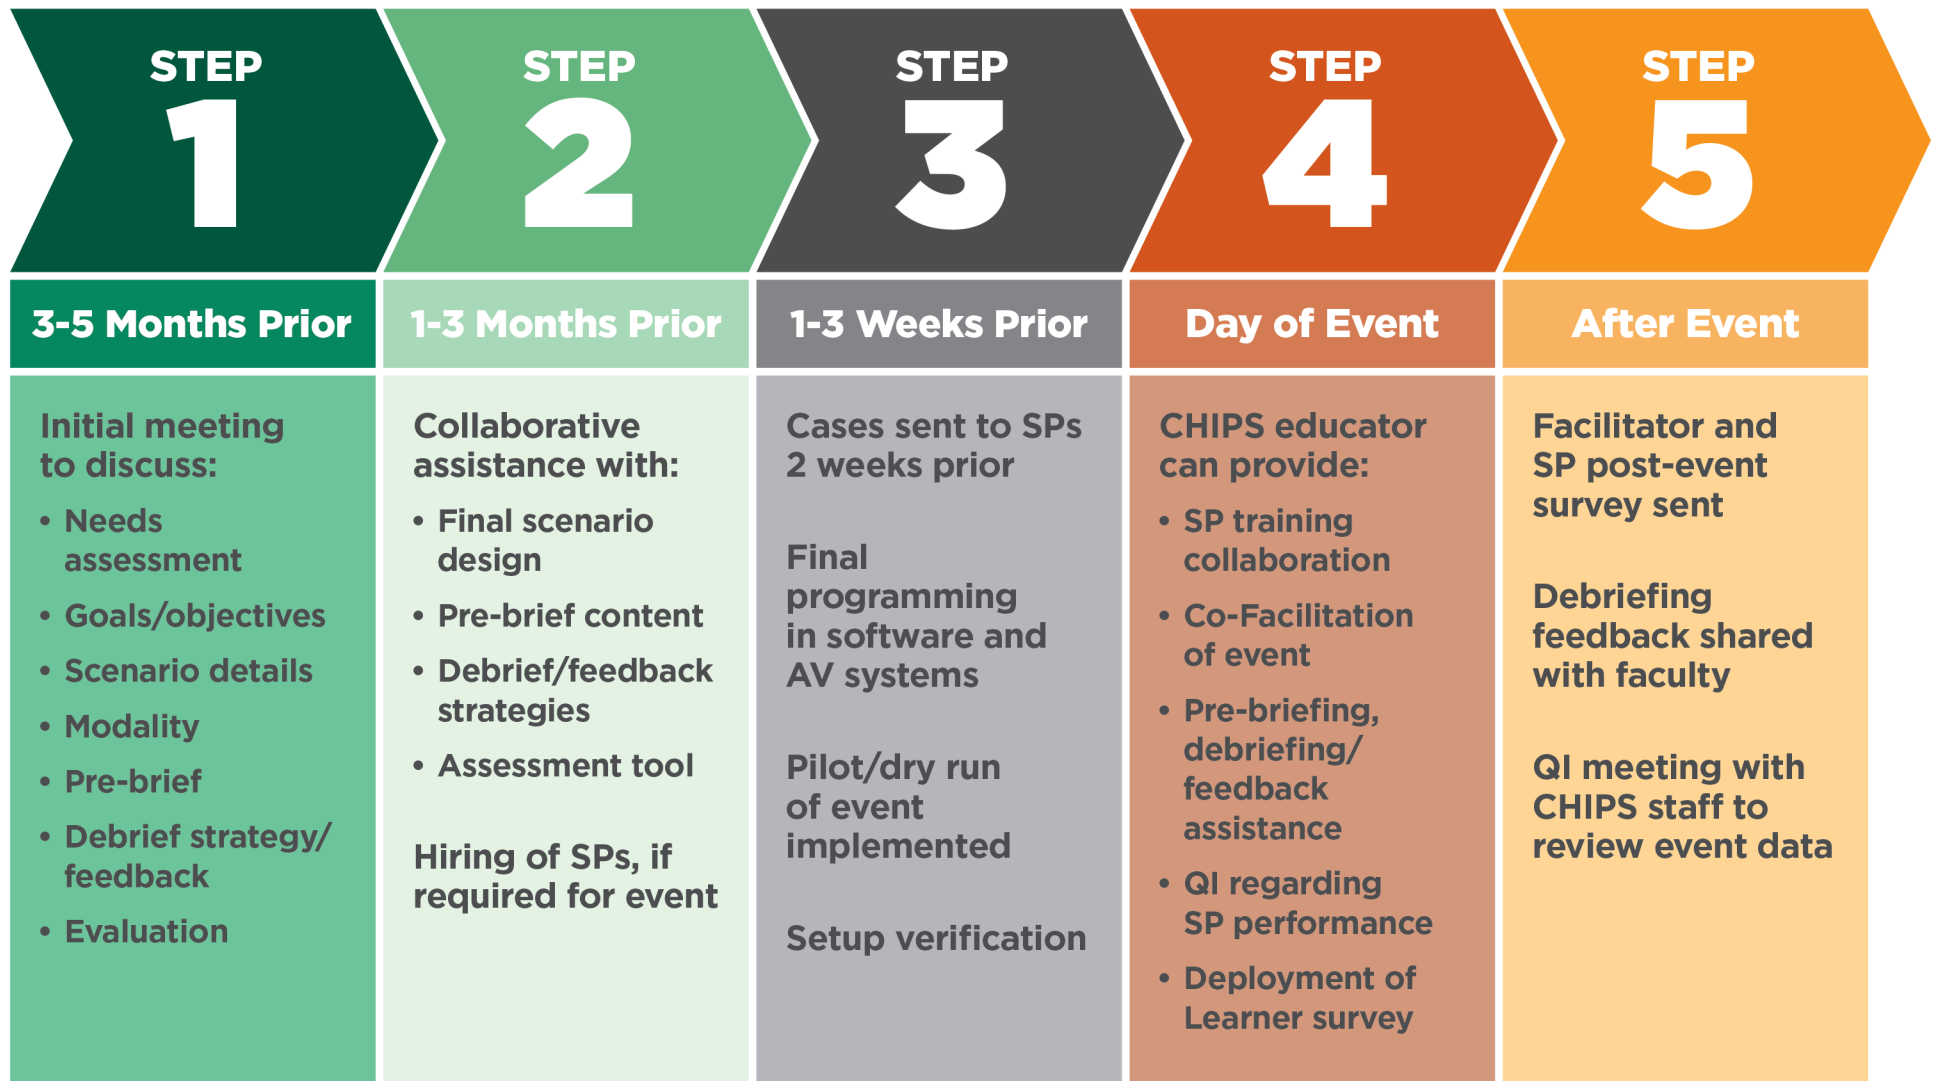 STEP
1
3-5 Months Prior
Initial meeting
to discuss:
• Needs
assessment
• Goals/objectives
• Scenario details
• Modality
• Pre-brief
• Debrief strategy/
feedback
• Evaluation
STEP
2
1-3 Months Prior
Collaborative
assistance with:
• Final scenario
design
• Pre-brief content
• Debrief/feedback
strategies
• Assessment tool
Hiring of SPs, if
required for event
STEP
3
1-3 Weeks Prior
Cases sent to SPs
2 weeks prior
Final
programming
in software and
AV systems
Pilot/dry run
of event
implemented
Setup verification
STEP
4
Day of Event
CHIPS educator
can provide:
• SP training
collaboration
• Co-Facilitation
of event
• Pre-briefing,
debriefing/
feedback
assistance
• QI regarding
SP performance
• Deployment of
Learner survey
STEP
5
After Event
Facilitator and
SP post-event
survey sent
Debriefing
feedback shared
with faculty
QI meeting with
CHIPS staff to
review event data